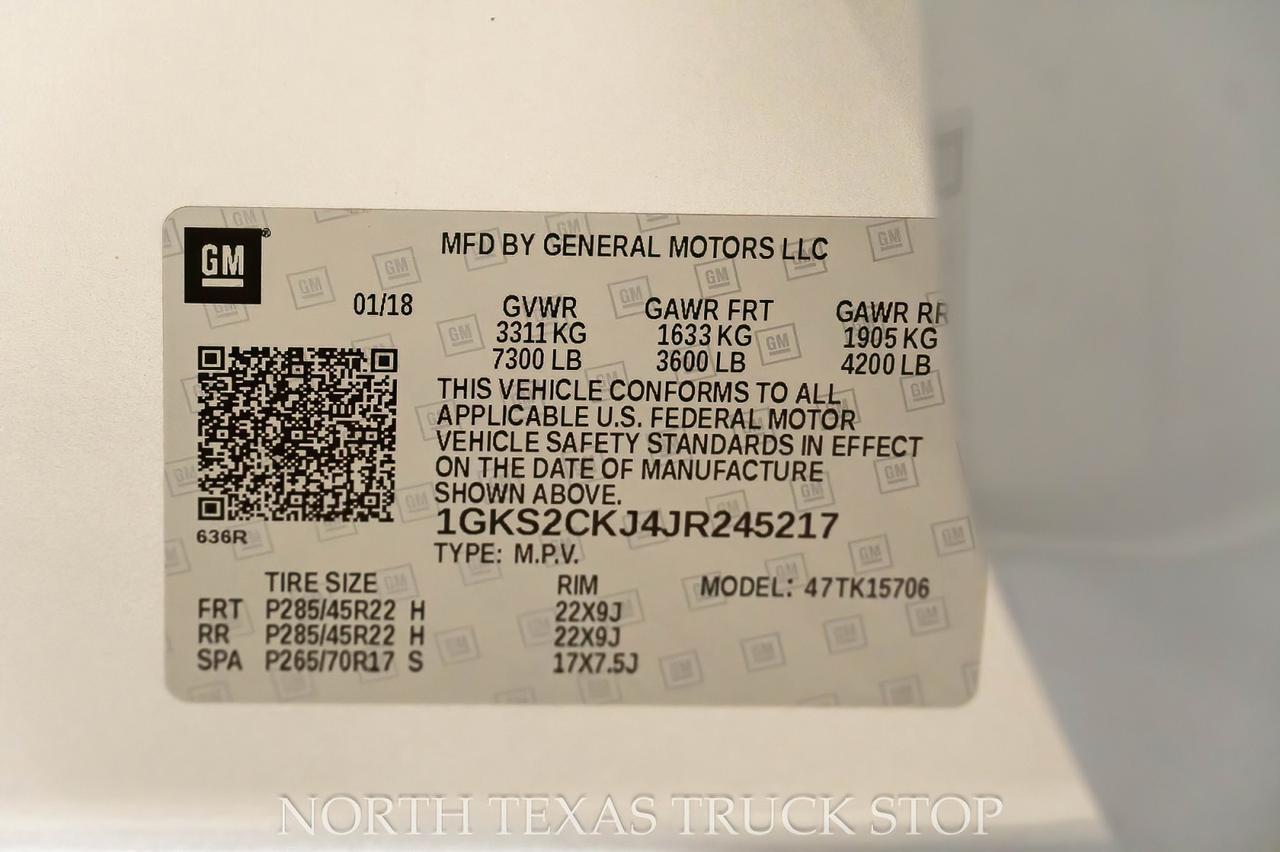 GM®
MFD BY GENERAL MOTORS LLC
01/18 GVWR GAWR FRT GAWR RR
3311 KG 1633 KG 1905 KG
7300 LB 3600 LB 4200 LB
THIS VEHICLE CONFORMS TO ALL
APPLICABLE U.S. FEDERAL MOTOR
VEHICLE SAFETY STANDARDS IN EFFECT
ON THE DATE OF MANUFACTURE
SHOWN ABOVE.
1GKS2CKJ4JR245217
636R
TYPE: M.P.V.
TIRE SIZE RIM MODEL: 47TK15706
FRT P285/45R22 H 22X9J
RR P285/45R22 H 22X9J
SPA P265/70R17 S 17X7.5J
NORTH TEXAS TRUCK STOP